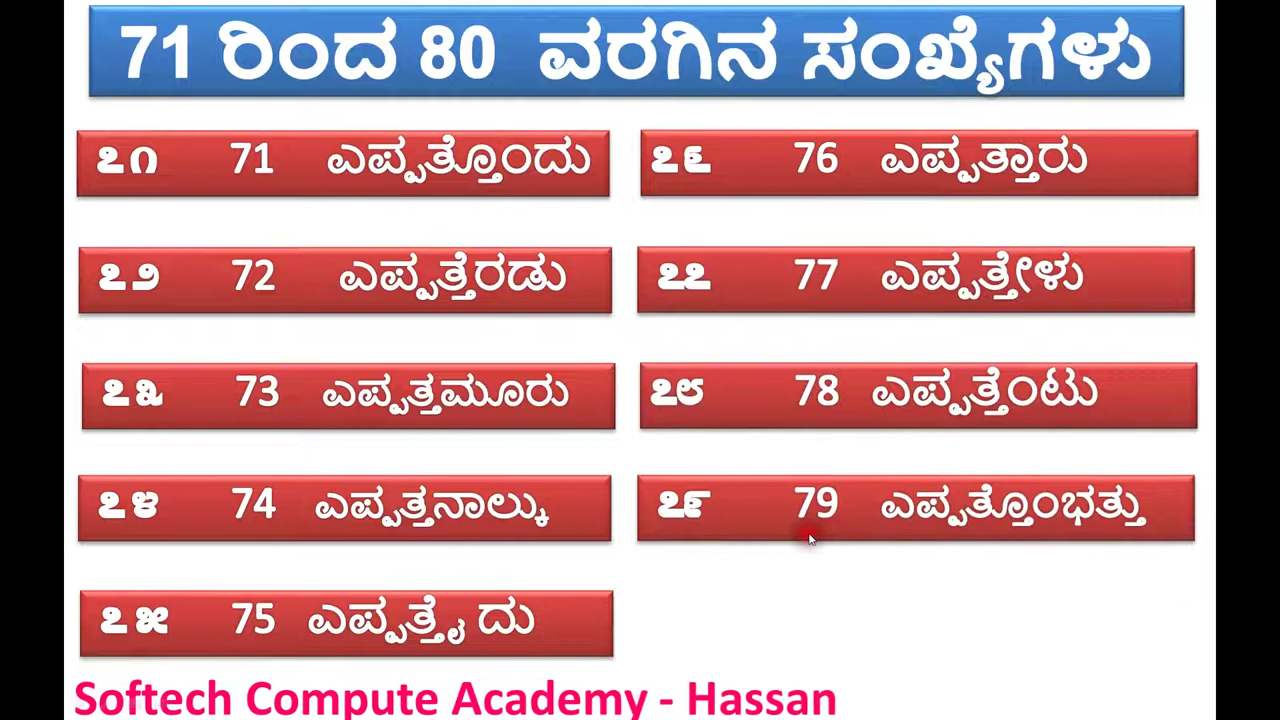 71 ರಿಂದ 80 ವರಗಿನ ಸಂಖ್ಯೆಗಳು
೭೧ 71 ಎಪ್ಪತ್ತೊಂದು
೭೨ 72 ಎಪ್ಪತ್ತೆರಡು
೭೩ 73 ಎಪ್ಪತ್ತಮೂರು
೭೪ 74 ಎಪ್ಪತ್ತನಾಲ್ಕು
೭೫ 75 ಎಪ್ಪತ್ತೈ ದು
೭೬ 76 ಎಪ್ಪತ್ತಾರು
೭೭ 77 ಎಪ್ಪತ್ತೇಳು
೭೮ 78 ಎಪ್ಪತ್ತೆಂಟು
೭೯ 79 ಎಪ್ಪತ್ತೊಂಭತ್ತು
Softech Compute Academy - Hassan